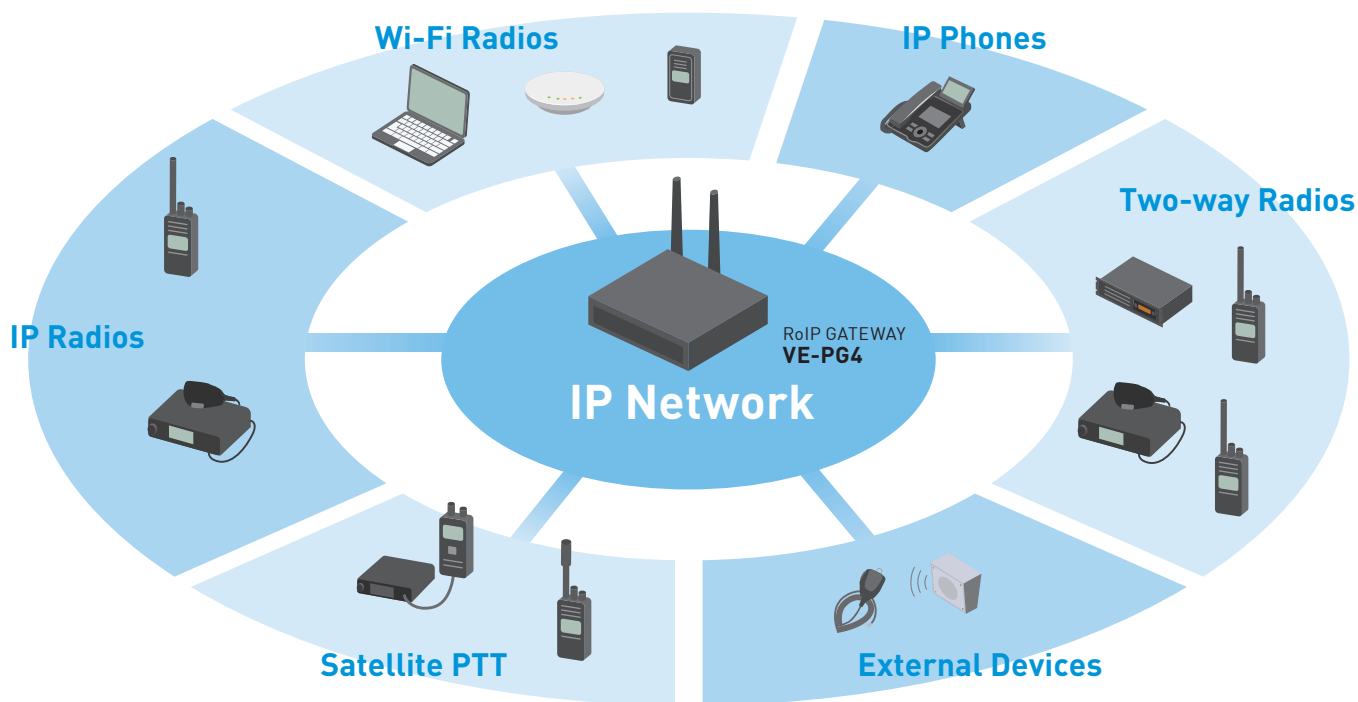 Wi-Fi Radios
IP Phones
Two-way Radios
IP Radios
RoIP GATEWAY
VE-PG4
IP Network
Satellite PTT
External Devices